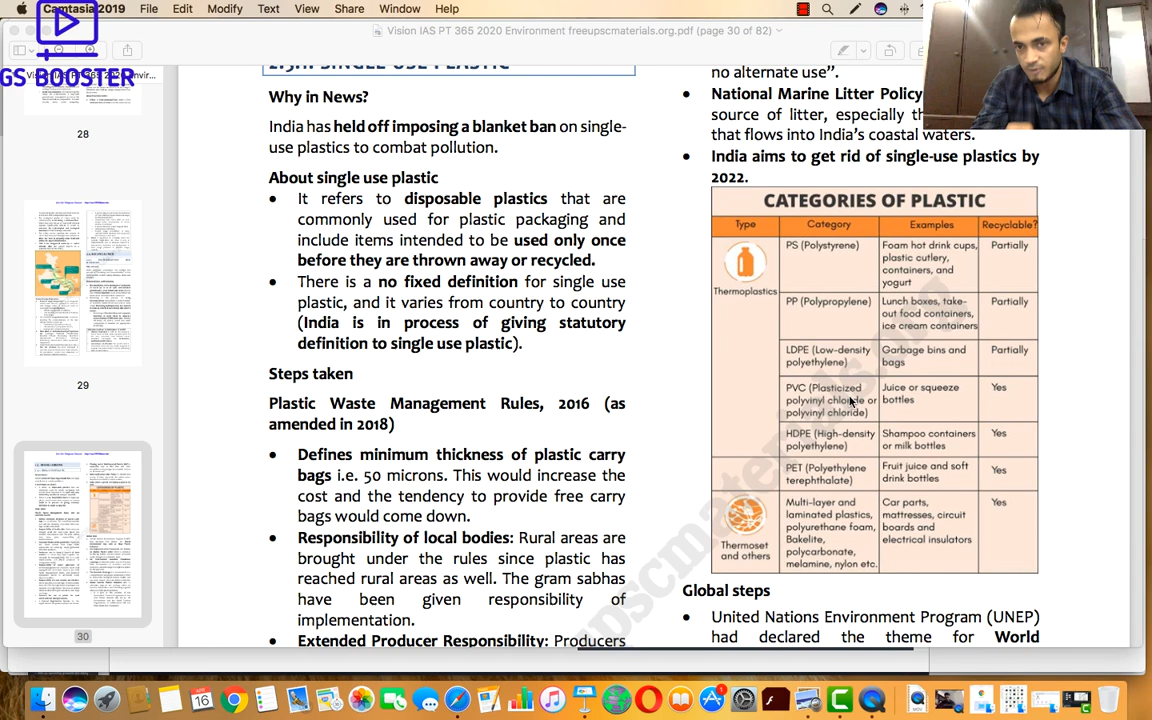 Camtasia 2019 File Edit Modify Text View Share Window Help
Vision IAS PT 365 2020 Environment freeupscmaterials.org.pdf (page 30 of 82)
GS BOOSTER
28
29
30
Why in News?
India has held off imposing a blanket ban on single-
use plastics to combat pollution.
About single use plastic
• It refers to disposable plastics that are
commonly used for plastic packaging and
include items intended to be used only once
before they are thrown away or recycled.
• There is a no fixed definition for single use
plastic, and it varies from country to country
(India is in process of giving statutory
definition to single use plastic).
Steps taken
Plastic Waste Management Rules, 2016 (as
amended in 2018)
• Defines minimum thickness of plastic carry
bags i.e. 50 microns. This would increase the
cost and the tendency to provide free carry
bags would come down.
• Responsibility of local bodies: Rural areas are
brought under the rules since plastic has
reached rural areas as well. The gram sabhas
have been given responsibility of
implementation.
• Extended Producer Responsibility: Producers
no alternate use”.
• National Marine Litter Policy
source of litter, especially
that flows into India’s coastal waters.
• India aims to get rid of single-use plastics by
2022.
CATEGORIES OF PLASTIC
Type Category Examples Recyclable?
Thermoplastics
PS (Polystyrene)
Foam hot drink cups,
plastic cutlery,
containers, and
yogurt
Partially
PP (Polypropylene)
Lunch boxes, take-
out food containers,
ice cream containers
Partially
LDPE (Low-density
polyethylene)
Garbage bins and
bags
Partially
PVC (Plasticized
polyvinyl chloride or
polyvinyl chloride)
Juice or squeeze
bottles
Yes
HDPE (High-density
polyethylene)
Shampoo containers
or milk bottles
Yes
PET (Polyethylene
terephthalate)
Fruit juice and soft
drink bottles
Yes
Thermoset
and others
Multi-layer and
laminated plastics,
polyurethane foam,
Bakelite,
polycarbonate,
melamine, nylon etc.
Car parts,
mattresses, circuit
boards and
electrical insulators
Yes
Global steps
• United Nations Environment Program (UNEP)
had declared the theme for World